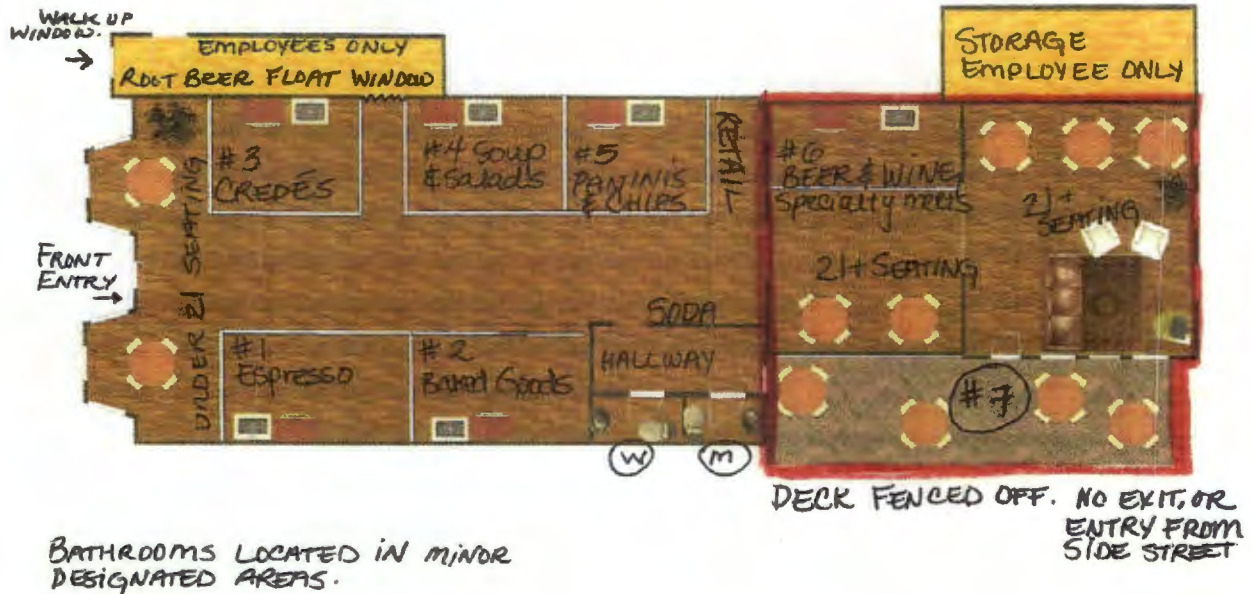 WALK UP
WINDOW.
EMPLOYEES ONLY
ROOT BEER FLOAT WINDOW
STORAGE
EMPLOYEE ONLY
#3
CREPÉS
#4 Soup
& Salads
#5
PANINIS
& CHIPS
RETAIL
#6
BEER & WINE
Specialty meats
21+
SEATING
21+ SEATING
UNDER 21 SEATING
FRONT
ENTRY
#1
Espresso
#2
Baked Goods
SODA
HALLWAY
W
M
#7
DECK FENCED OFF. NO EXIT, OR
ENTRY FROM
SIDE STREET
BATHROOMS LOCATED IN MINOR
DESIGNATED AREAS.